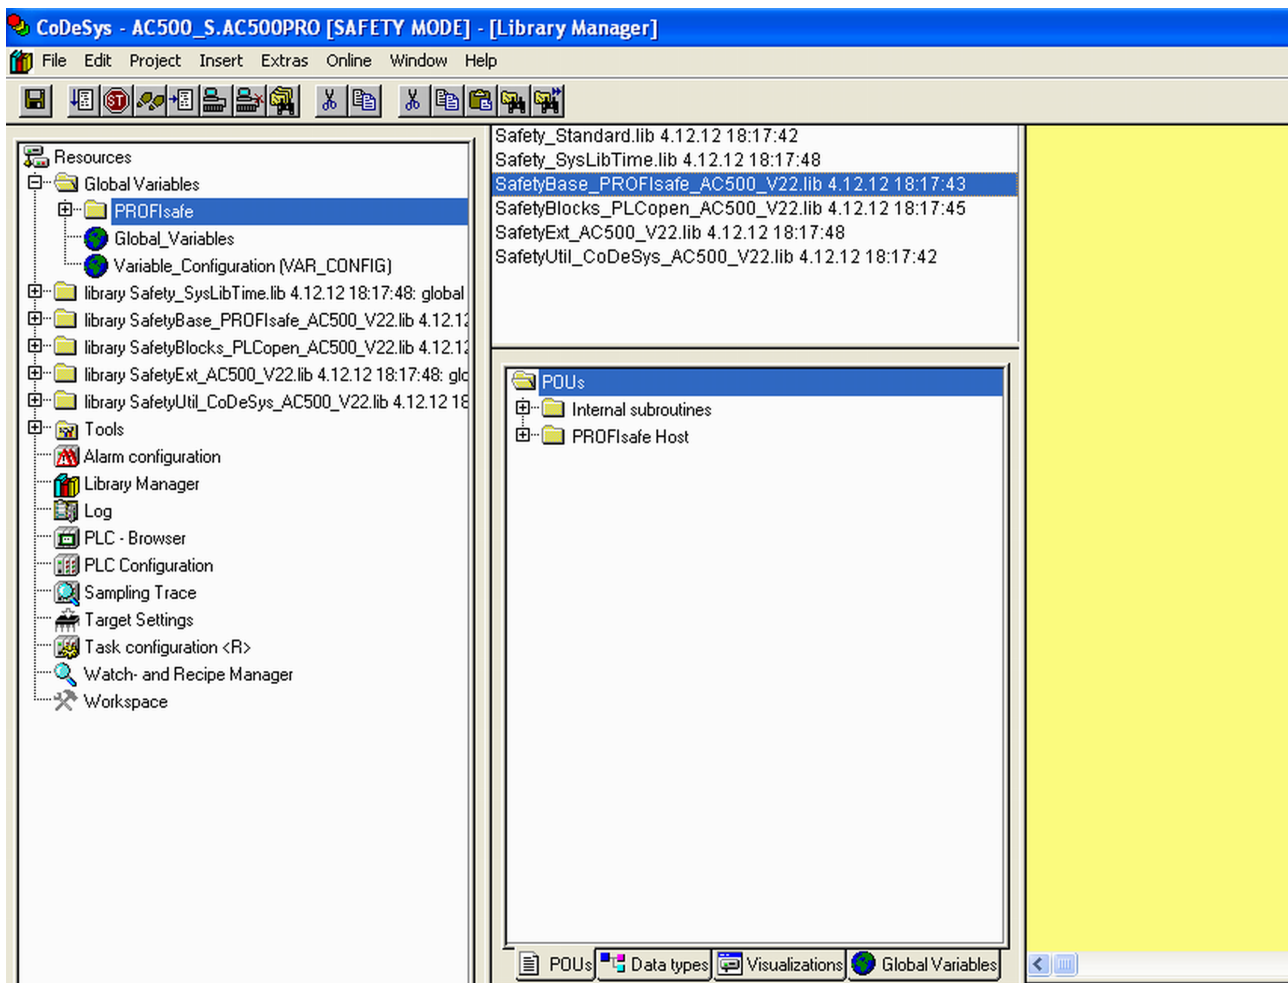 CoDeSys - AC500_S.AC500PRO [SAFETY MODE] - [Library Manager]
File Edit Project Insert Extras Online Window Help
ST
Resources
Global Variables
PROFIsafe
Global_Variables
Variable_Configuration (VAR_CONFIG)
library Safety_SysLibTime.lib 4.12.12 18:17:48: global
library SafetyBase_PROFIsafe_AC500_V22.lib 4.12.12
library SafetyBlocks_PLCopen_AC500_V22.lib 4.12.12
library SafetyExt_AC500_V22.lib 4.12.12 18:17:48: glo
library SafetyUtil_CoDeSys_AC500_V22.lib 4.12.12 18
Tools
Alarm configuration
Library Manager
Log
PLC - Browser
PLC Configuration
Sampling Trace
Target Settings
Task configuration <R>
Watch- and Recipe Manager
Workspace
Safety_Standard.lib 4.12.12 18:17:42
Safety_SysLibTime.lib 4.12.12 18:17:48
SafetyBase_PROFIsafe_AC500_V22.lib 4.12.12 18:17:43
SafetyBlocks_PLCopen_AC500_V22.lib 4.12.12 18:17:45
SafetyExt_AC500_V22.lib 4.12.12 18:17:48
SafetyUtil_CoDeSys_AC500_V22.lib 4.12.12 18:17:42
POUs
Internal subroutines
PROFIsafe Host
POUs Data types Visualizations Global Variables